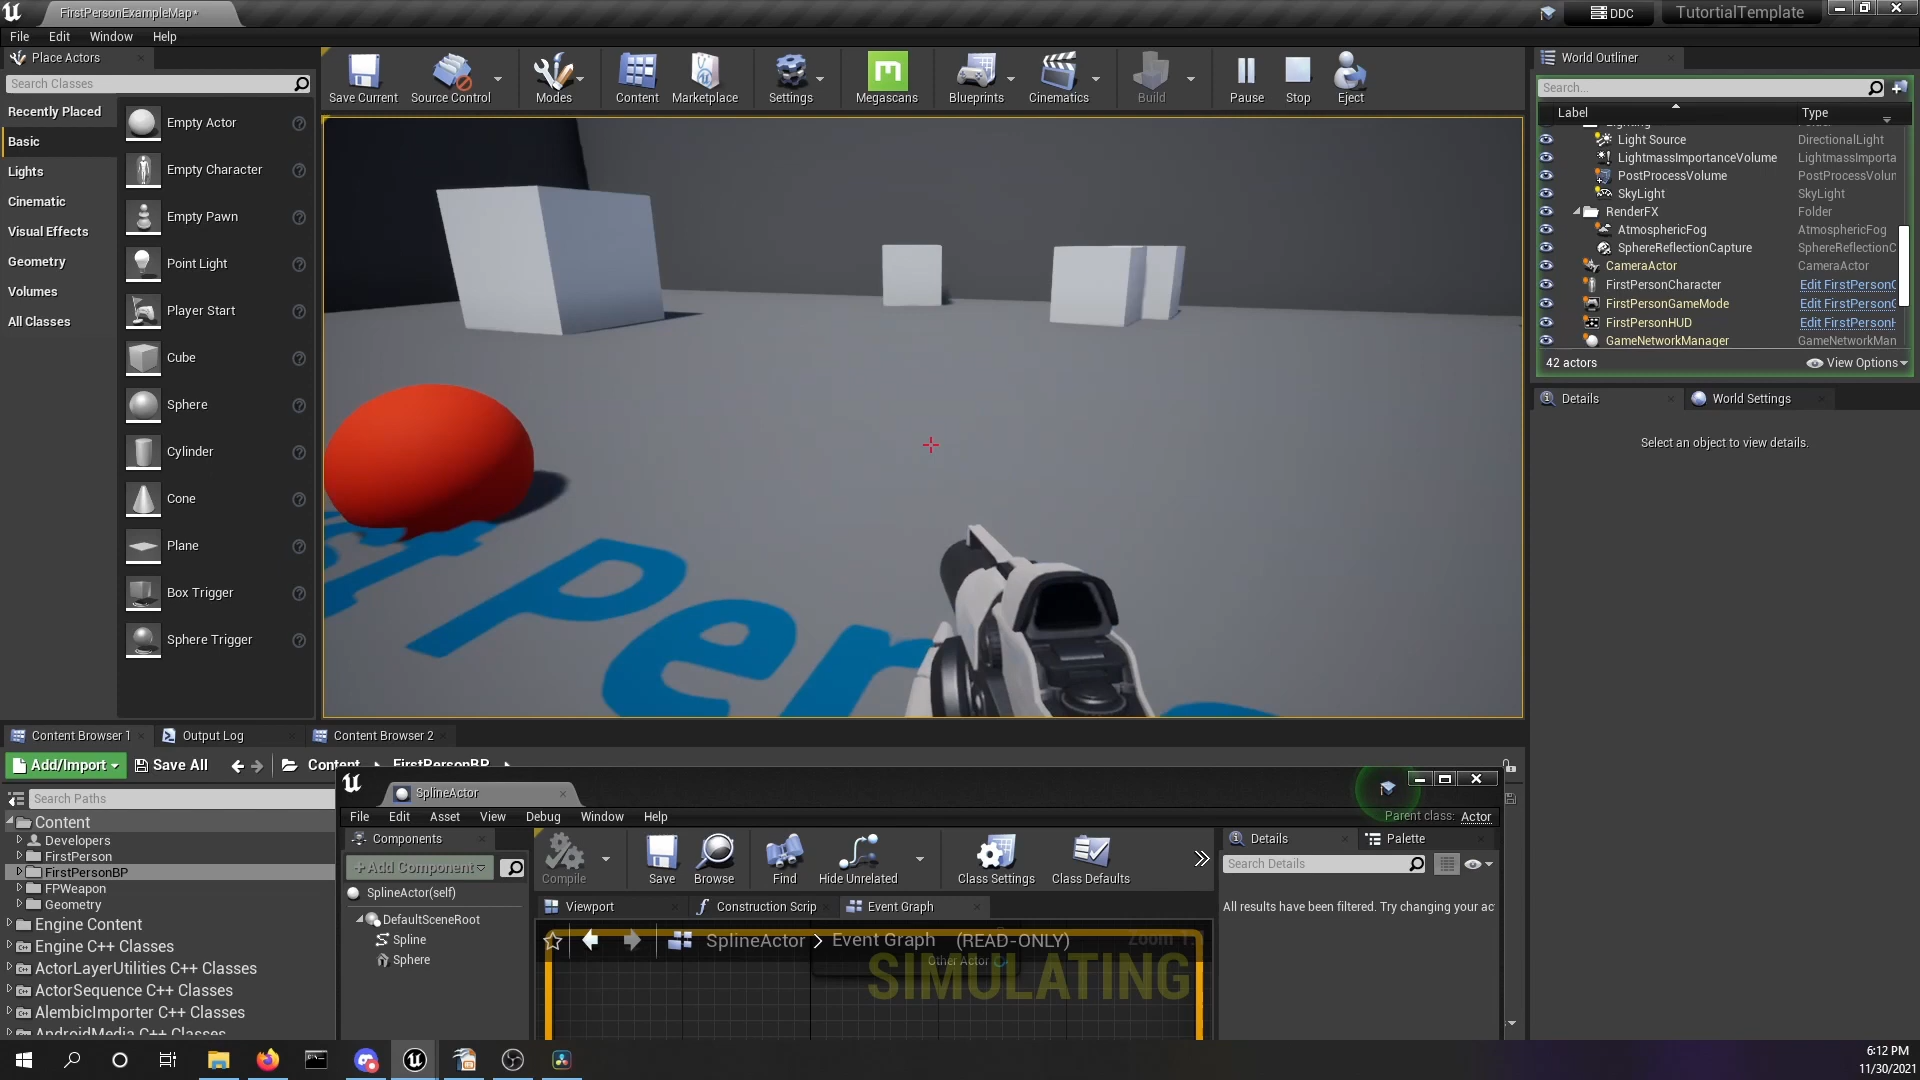 FirstPersonExampleMap*
DDC
TutortialTemplate
File Edit Window Help
Place Actors
Search Classes
Recently Placed
Basic
Lights
Cinematic
Visual Effects
Geometry
Volumes
All Classes
Empty Actor
Empty Character
Empty Pawn
Point Light
Player Start
Cube
Sphere
Cylinder
Cone
Plane
Box Trigger
Sphere Trigger
Save Current
Source Control
Modes
Content
Marketplace
Settings
Megascans
Blueprints
Cinematics
Build
Pause
Stop
Eject
st Per
World Outliner
Search...
Label Type
Lighting Folder
Light Source DirectionalLight
LightmassImportanceVolume LightmassImporta
PostProcessVolume PostProcessVolun
SkyLight SkyLight
RenderFX Folder
AtmosphericFog AtmosphericFog
SphereReflectionCapture SphereReflectionC
CameraActor CameraActor
FirstPersonCharacter Edit FirstPersonC
FirstPersonGameMode Edit FirstPersonG
FirstPersonHUD Edit FirstPersonH
GameNetworkManager GameNetworkMan
42 actors View Options
Details World Settings
Select an object to view details.
Content Browser 1 Output Log Content Browser 2
Add/Import Save All Content FirstPersonBP
Search Paths
Content
Developers
FirstPerson
FirstPersonBP
FPWeapon
Geometry
Engine Content
Engine C++ Classes
ActorLayerUtilities C++ Classes
ActorSequence C++ Classes
AlembicImporter C++ Classes
AndroidMedia C++ Classes
SplineActor
File Edit Asset View Debug Window Help
Parent class: Actor
Components
+Add Component
SplineActor(self)
DefaultSceneRoot
Spline
Sphere
Compile
Save
Browse
Find
Hide Unrelated
Class Settings
Class Defaults
Viewport Construction Scrip Event Graph
SplineActor > Event Graph (READ-ONLY)
Other Actor
SIMULATING
Details Palette
Search Details
All results have been filtered. Try changing your ac
6:12 PM
11/30/2021